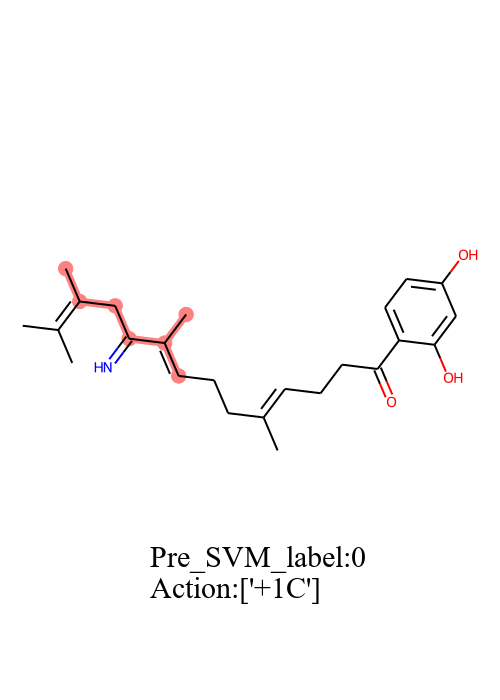 OH
HN
OH
O
Pre_SVM_label:0
Action:['+1C']